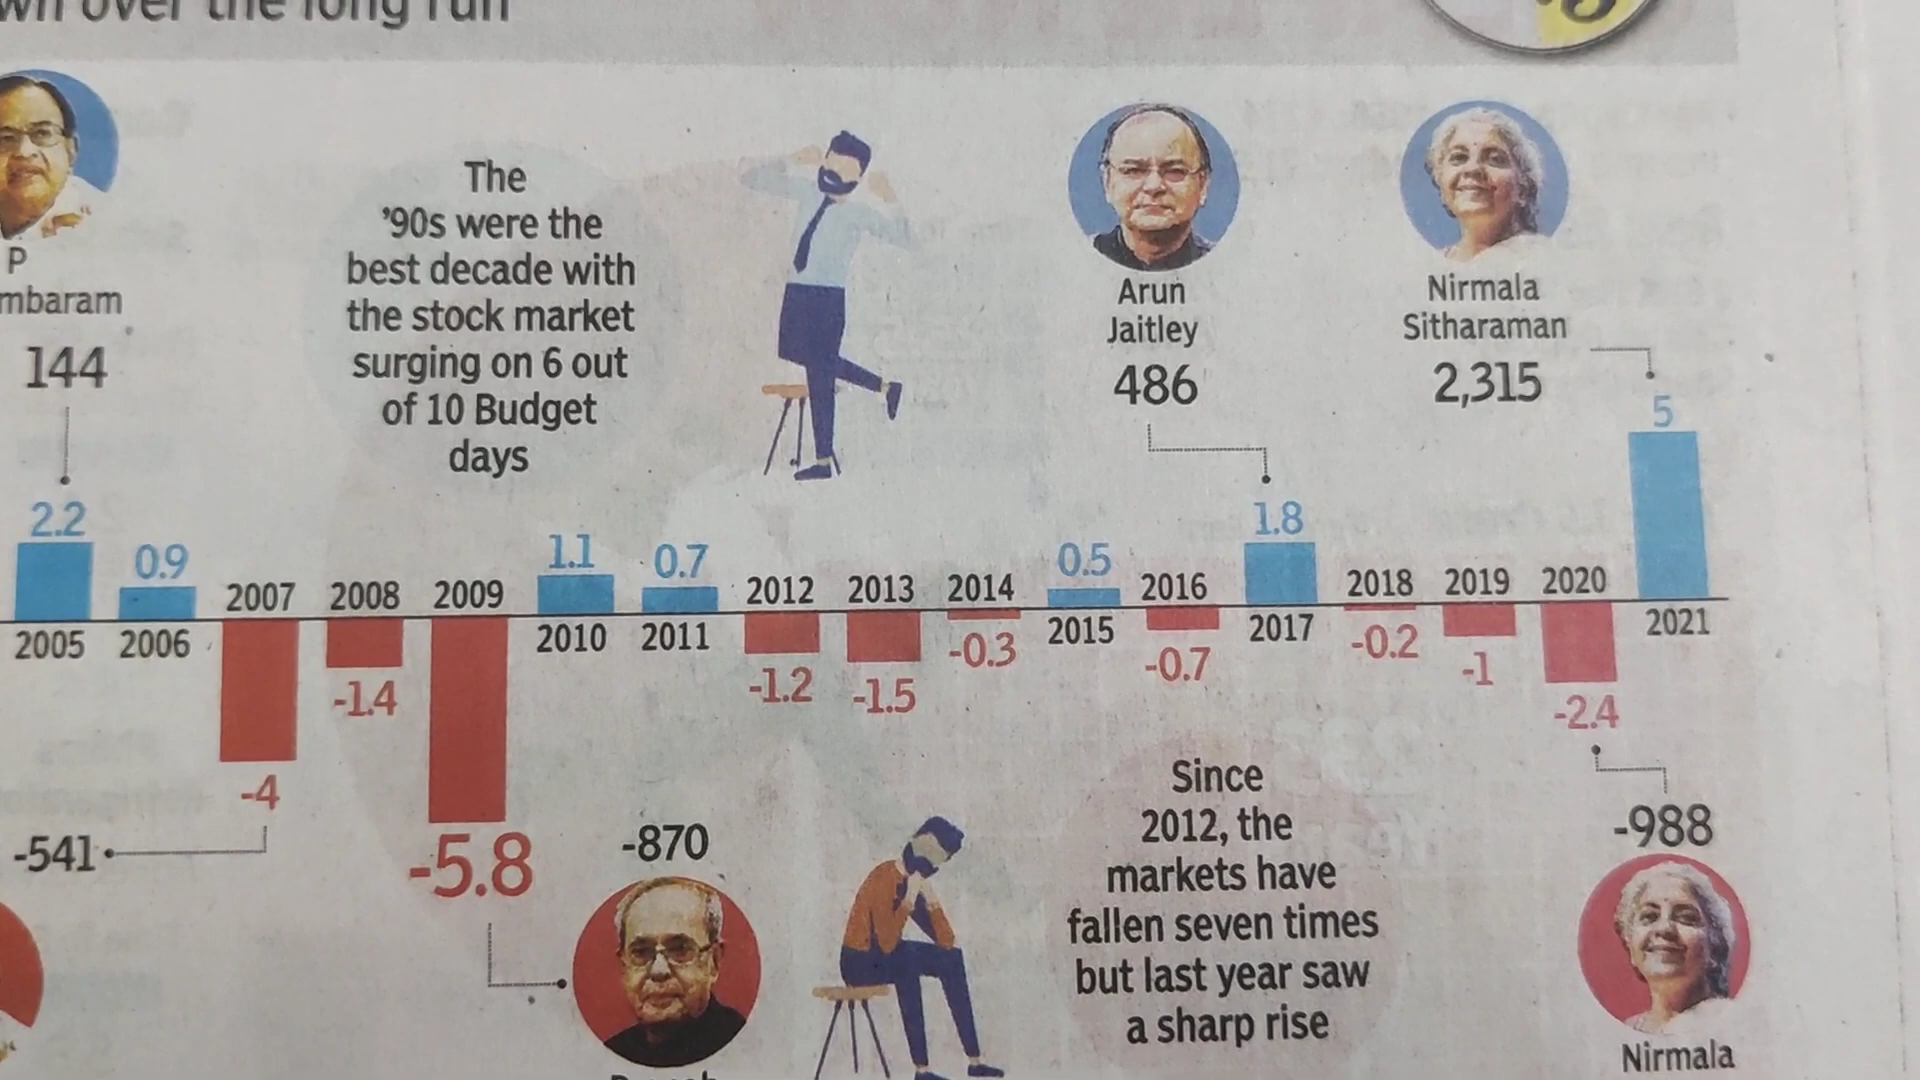 over the long run
P
mbaram
144
The
'90s were the
best decade with
the stock market
surging on 6 out
of 10 Budget
days
Arun
Jaitley
486
Nirmala
Sitharaman
2,315
2.2
0.9
2007
2008
2009
1.1
0.7
2012
2013
2014
0.5
2016
1.8
2018
2019
2020
5
2005
2006
-4
-1.4
-5.8
2010
2011
-1.2
-1.5
-0.3
2015
-0.7
2017
-0.2
-1
-2.4
2021
-541
-870
Since
2012, the
markets have
fallen seven times
but last year saw
a sharp rise
-988
Nirmala